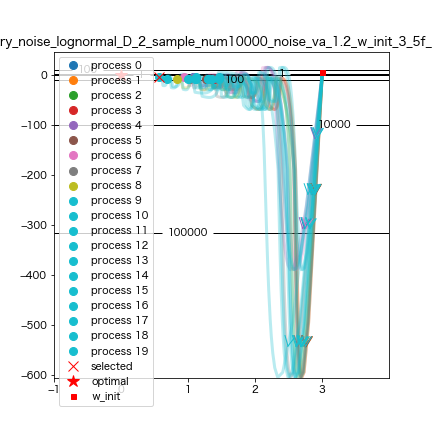 ry_noise_lognormal_D_2_sample_num10000_noise_va_1.2_w_init_3_5f_
process 0
process 1
process 2
process 3
process 4
process 5
process 6
process 7
process 8
process 9
process 10
process 11
process 12
process 13
process 14
process 15
process 16
process 17
process 18
process 19
selected
optimal
w_init
0
−100
−200
−300
−400
−500
−600
1
100
10000
100000
1
2
3